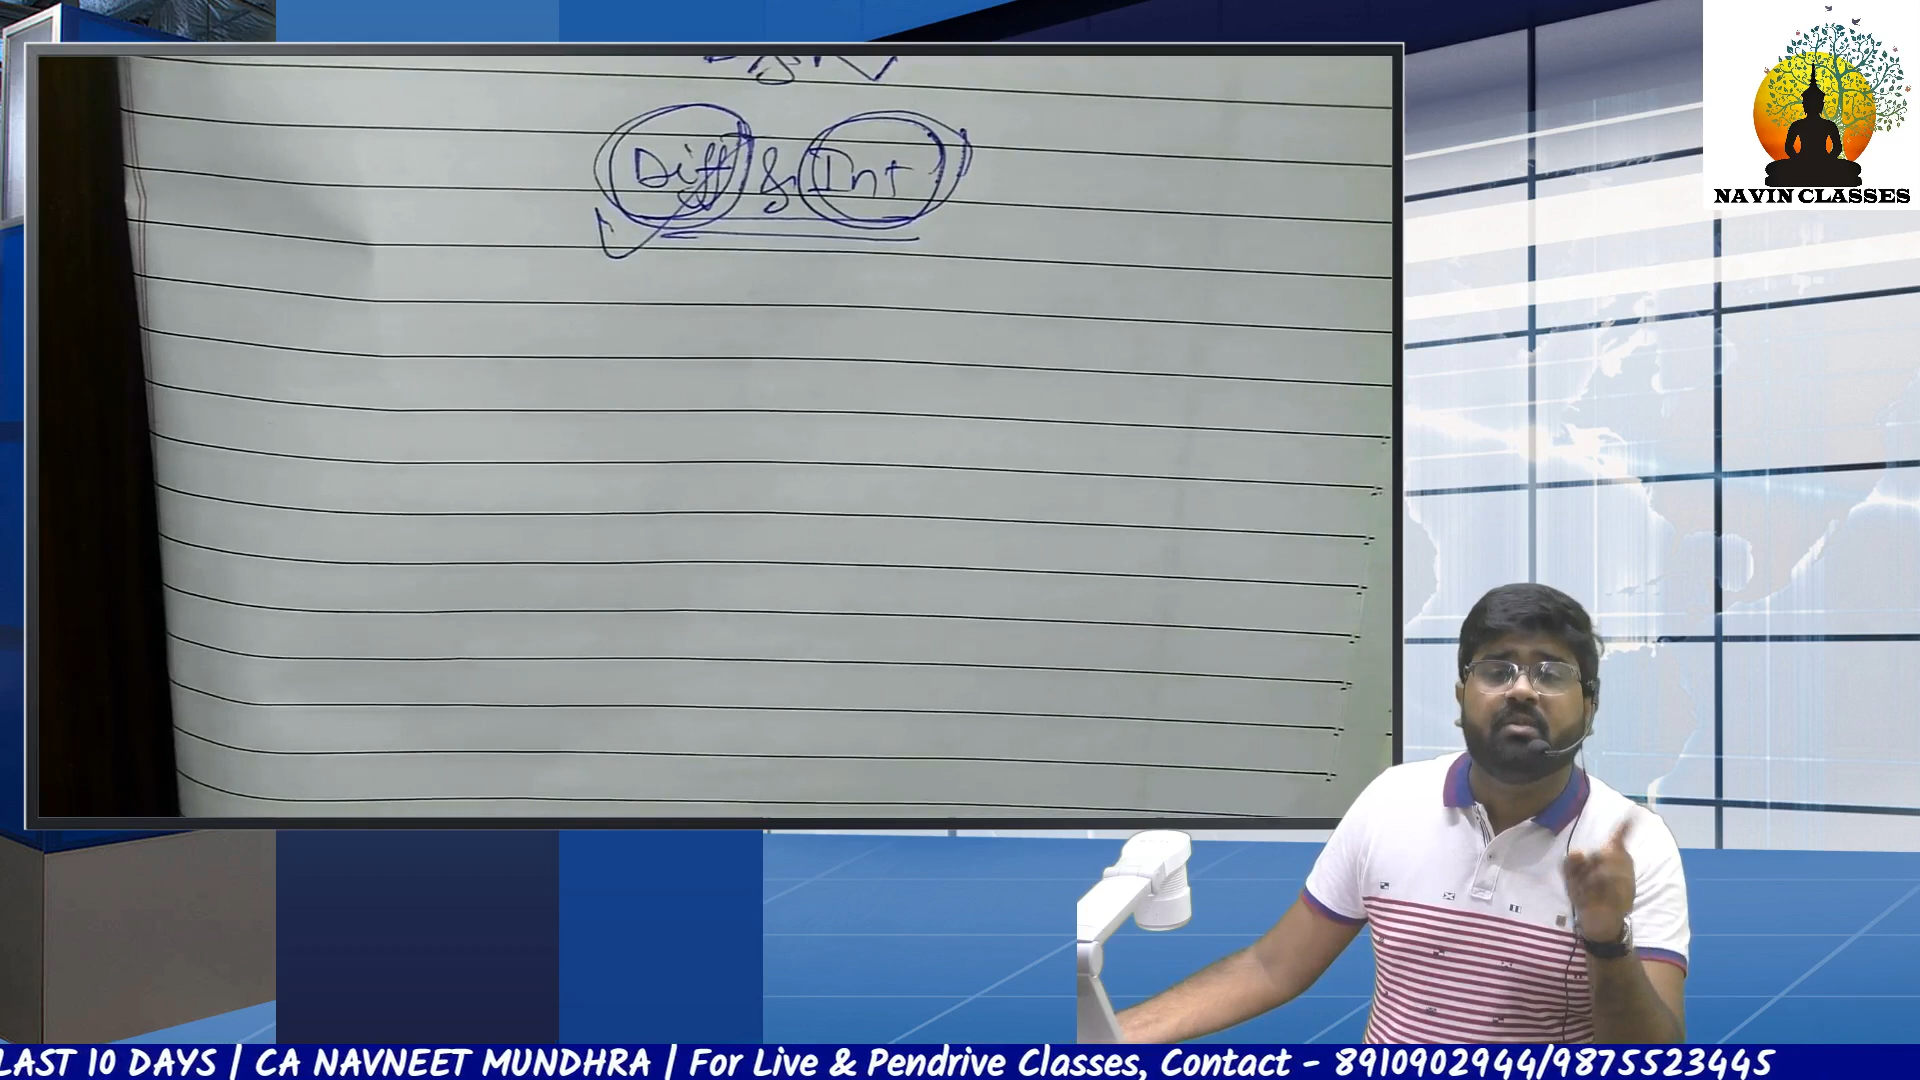 Diff & Int
NAVIN CLASSES
LAST 10 DAYS | CA NAVNEET MUNDHRA | For Live & Pendrive Classes, Contact - 8910902944/9875523445